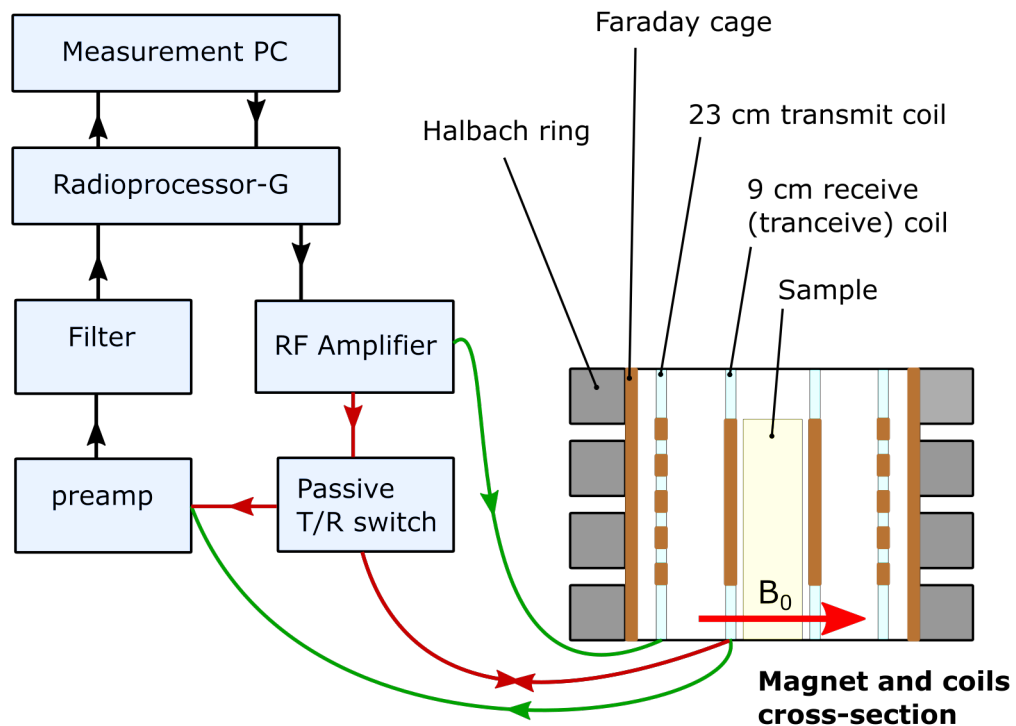 Measurement PC
Radioprocessor-G
Filter
RF Amplifier
preamp
Passive
T/R switch
Faraday cage
23 cm transmit coil
Halbach ring
9 cm receive
(tranceive) coil
Sample
B₀
Magnet and coils
cross-section